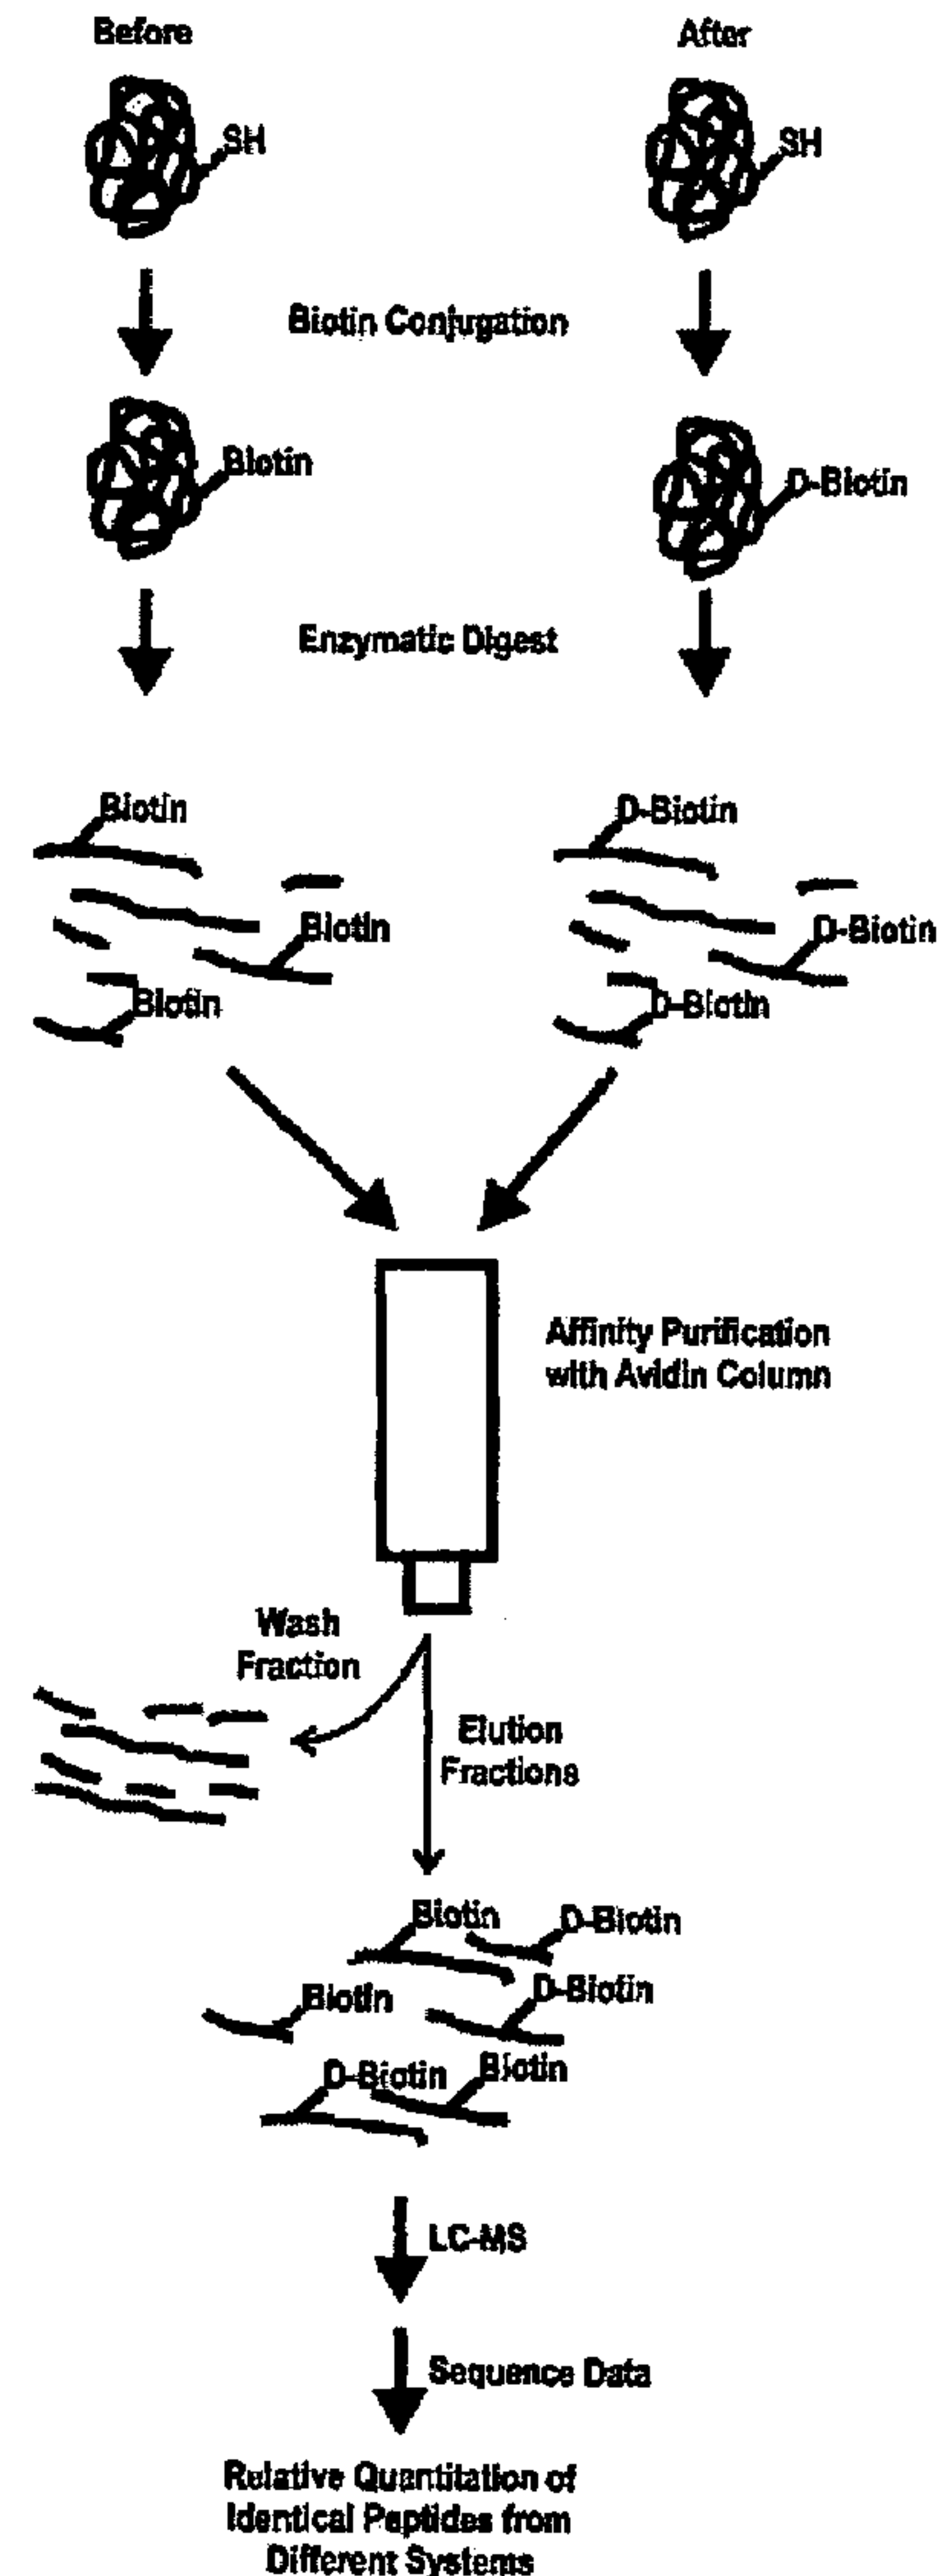 Before
After
SH
SH
Biotin Conjugation
Biotin
D-Biotin
Enzymatic Digest
Biotin
D-Biotin
Biotin
D-Biotin
Biotin
D-Biotin
Affinity Purification
with Avidin Column
Wash
Fraction
Elution
Fractions
Biotin
D-Biotin
Biotin
D-Biotin
D-Biotin
Biotin
LC-MS
Sequence Data
Relative Quantitation of
Identical Peptides from
Different Systems